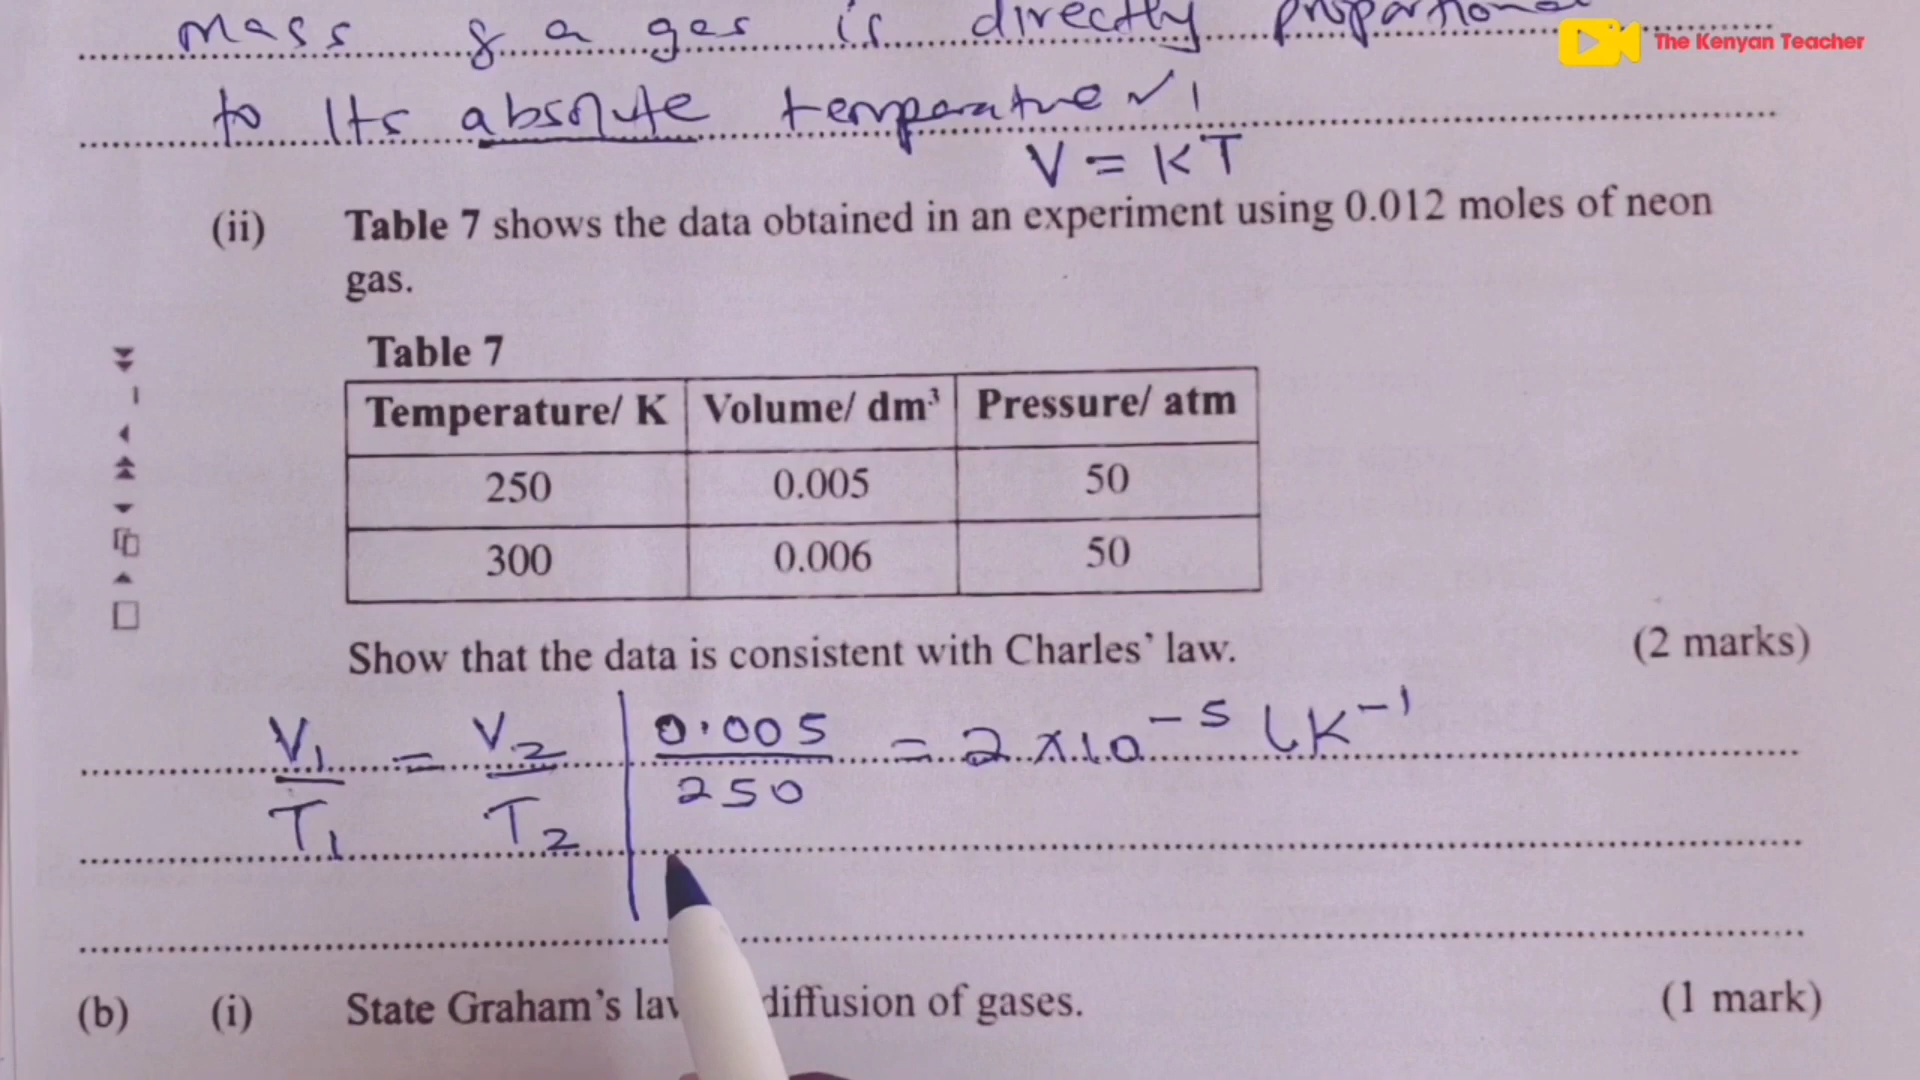 mass of a gas is directly proportional
The Kenyan Teacher
to Its absolute temperature ✓1
V = KT
(ii) Table 7 shows the data obtained in an experiment using 0.012 moles of neon
gas.
Table 7
Temperature/ K Volume/ dm³ Pressure/ atm
250 0.005 50
300 0.006 50
Show that the data is consistent with Charles' law. (2 marks)
V₁/T₁ = V₂/T₂ | 0.005/250 = 2 × 10⁻⁵ LK⁻¹
(b) (i) State Graham's law diffusion of gases. (1 mark)